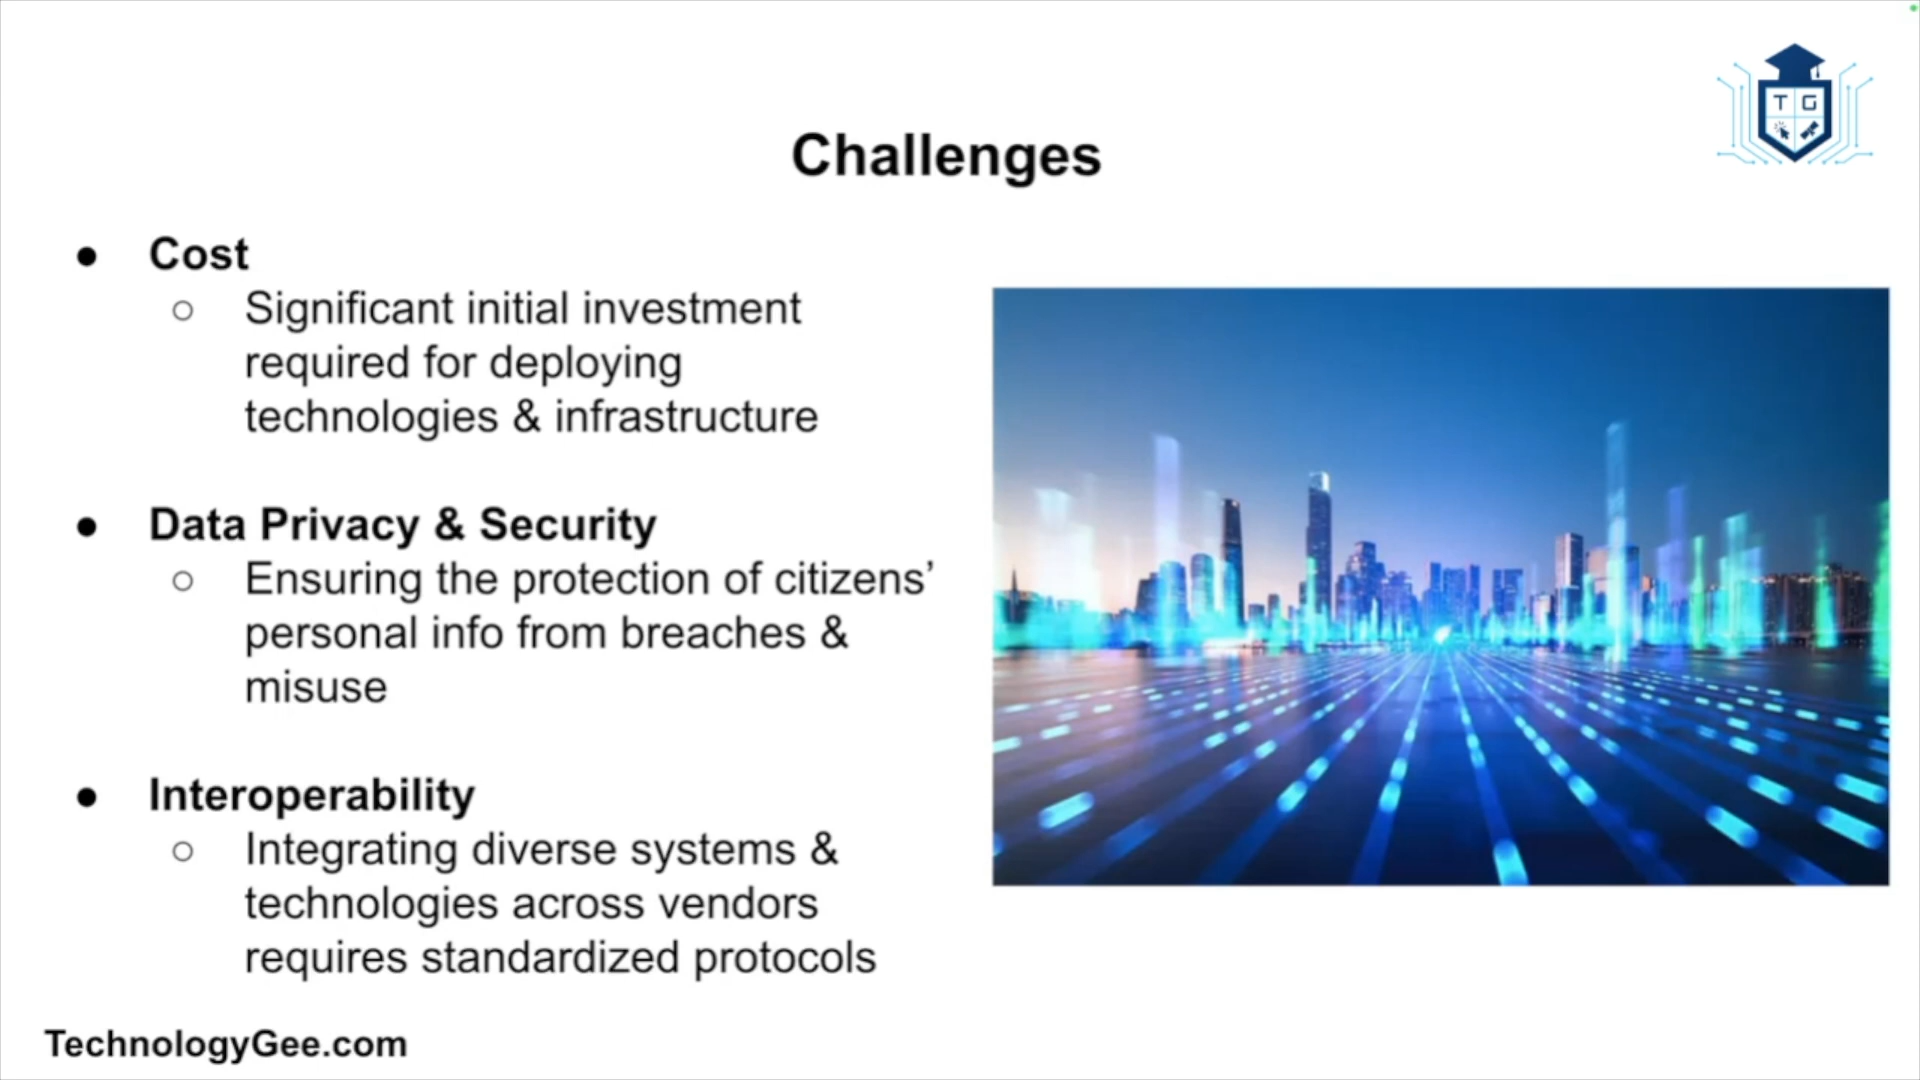 T G
Challenges
● Cost
○ Significant initial investment
required for deploying
technologies & infrastructure
● Data Privacy & Security
○ Ensuring the protection of citizens’
personal info from breaches &
misuse
● Interoperability
○ Integrating diverse systems &
technologies across vendors
requires standardized protocols
TechnologyGee.com